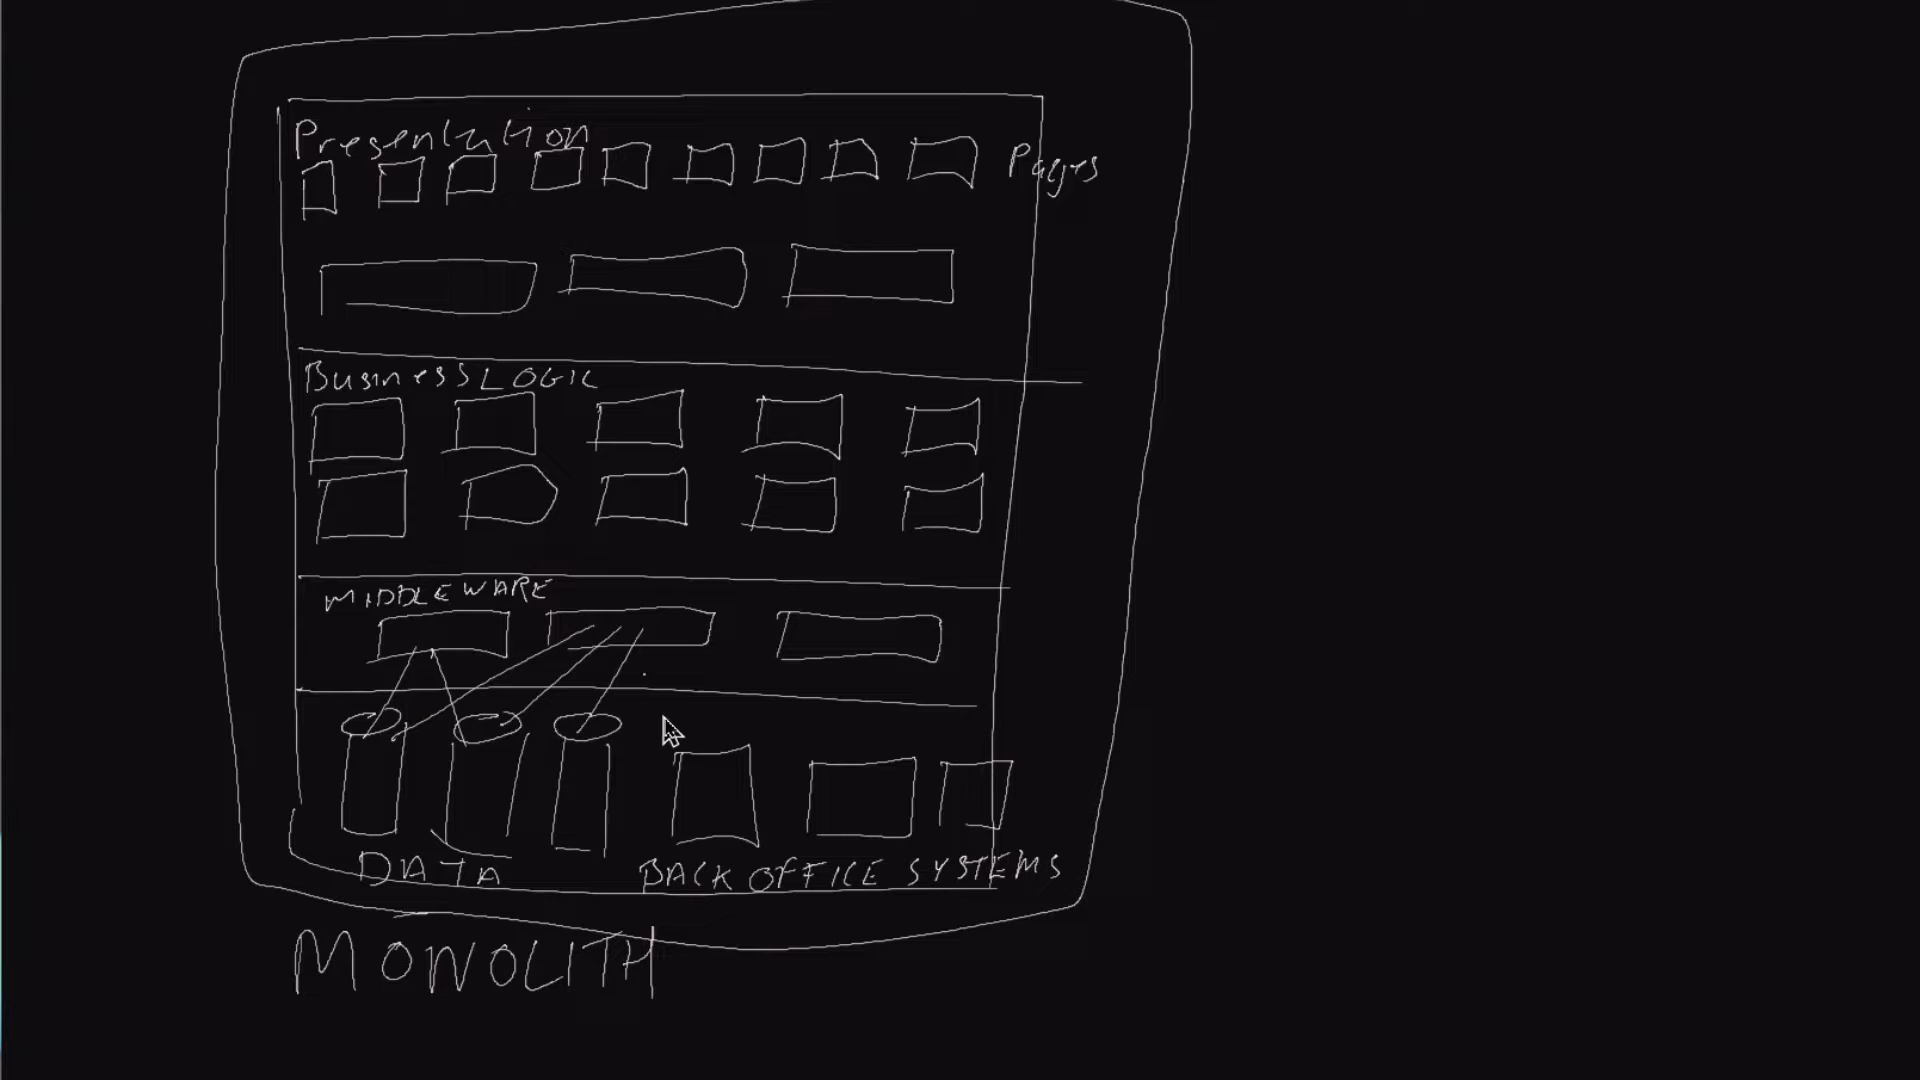 Presentation
Pages
BusinessLOGIC
MIDDLEWARE
DATA
BACK OFFICE SYSTEMS
MONOLITH